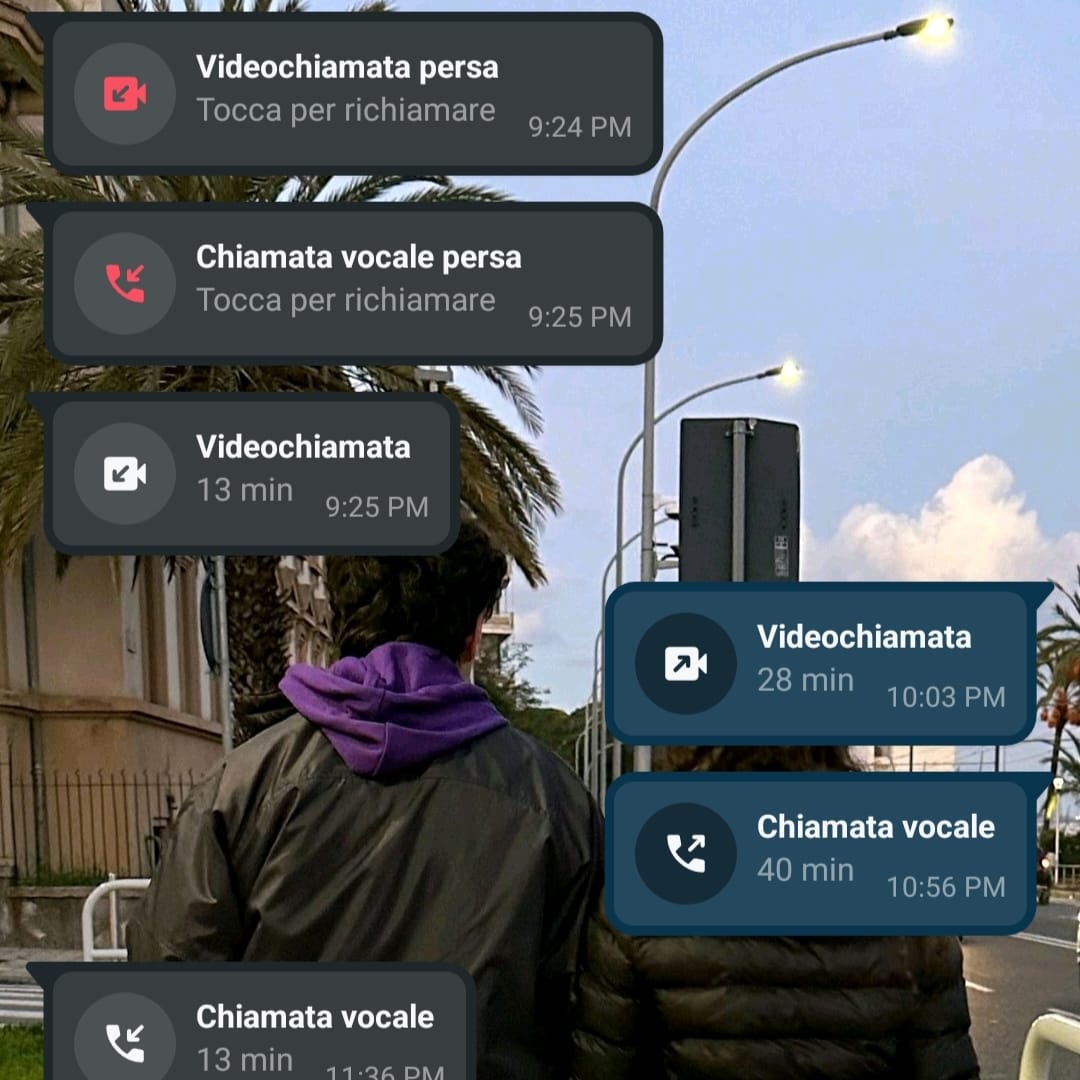 Videochiamata persa
Tocca per richiamare
9:24 PM
Chiamata vocale persa
Tocca per richiamare
9:25 PM
Videochiamata
13 min
9:25 PM
Videochiamata
28 min
10:03 PM
Chiamata vocale
40 min
10:56 PM
Chiamata vocale
13 min
11:36 PM